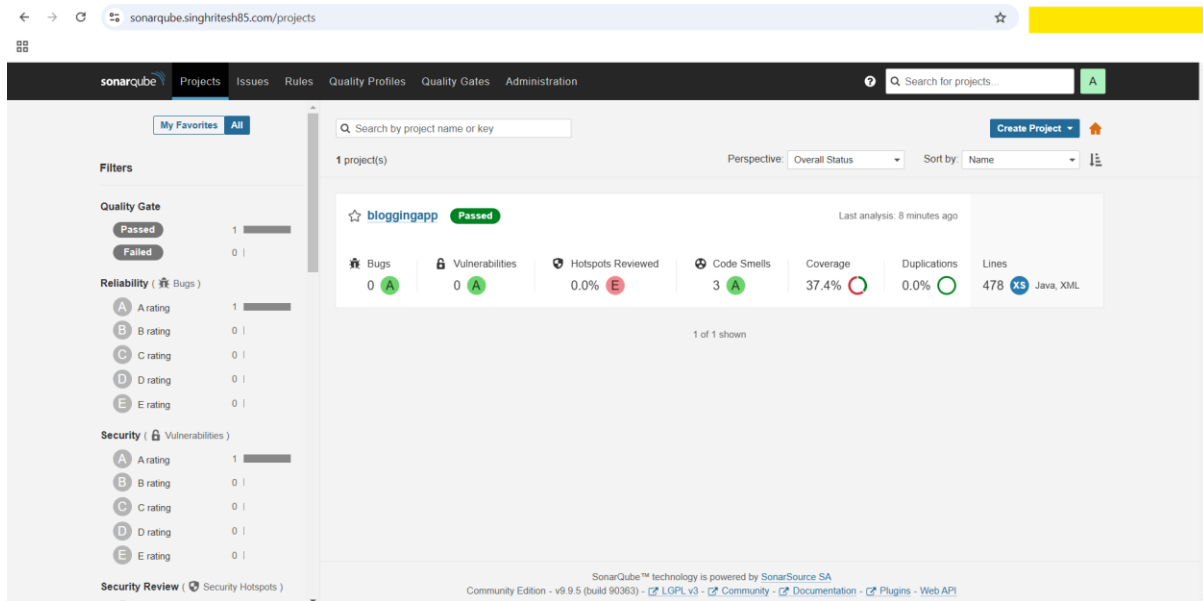 sonarqube.singhritesh85.com/projects
sonarqube Projects Issues Rules Quality Profiles Quality Gates Administration ? Search for projects... A
My Favorites All
Filters
Quality Gate
Passed 1
Failed 0
Reliability ( Bugs )
A A rating 1
B B rating 0
C C rating 0
D D rating 0
E E rating 0
Security ( Vulnerabilities )
A A rating 1
B B rating 0
C C rating 0
D D rating 0
E E rating 0
Security Review ( Security Hotspots )
Search by project name or key Create Project
1 project(s) Perspective: Overall Status Sort by: Name
bloggingapp Passed Last analysis: 8 minutes ago
Bugs Vulnerabilities Hotspots Reviewed Code Smells Coverage Duplications Lines
0 A 0 A 0.0% E 3 A 37.4% 0.0% 478 XS Java, XML
1 of 1 shown
SonarQube™ technology is powered by SonarSource SA
Community Edition - v9.9.5 (build 90363) - LGPL v3 - Community - Documentation - Plugins - Web API